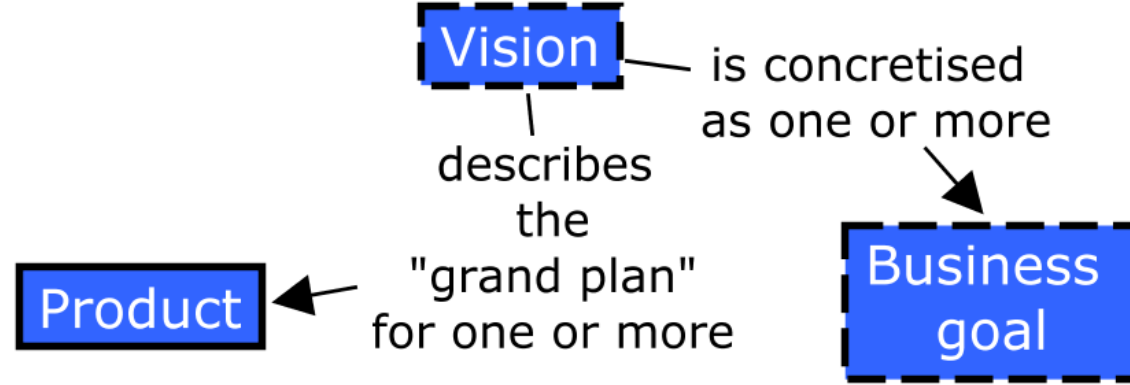 Vision
is concretised
as one or more
describes
the
"grand plan"
for one or more
Product
Business
goal